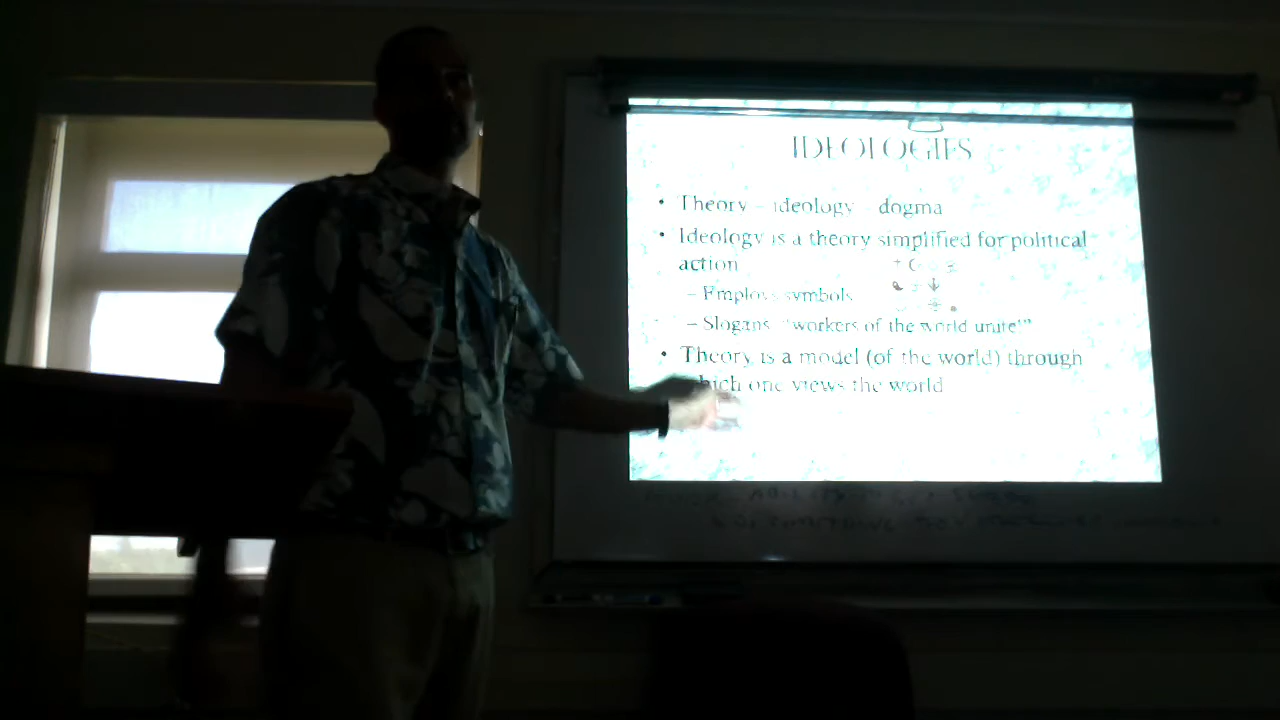 IDEOLOGIES
• Theory – ideology – dogma
• Ideology is a theory simplified for political
action
– Employs symbols
– Slogans "workers of the world unite!"
• Theory is a model (of the world) through
which one views the world